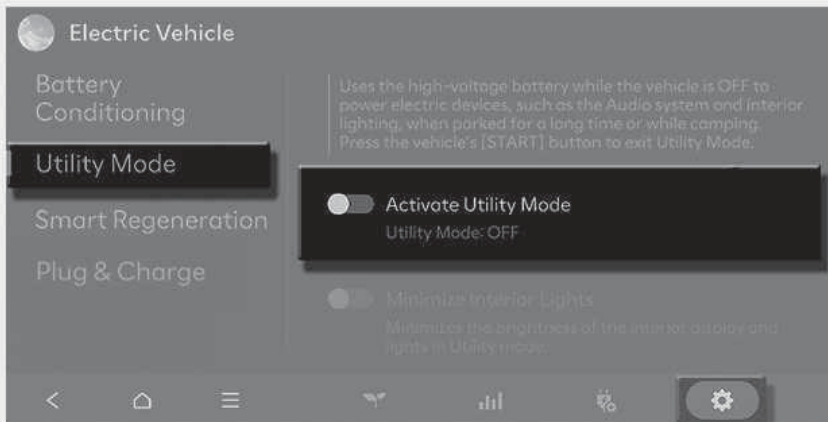 Electric Vehicle
Battery
Conditioning
Utility Mode
Smart Regeneration
Plug & Charge
Uses the high-voltage battery while the vehicle is OFF to
power electric devices, such as the Audio system and interior
lighting, when parked for a long time or while camping.
Press the vehicle's [START] button to exit Utility Mode.
Activate Utility Mode
Utility Mode: OFF
Minimize Interior Lights
Minimizes the brightness of the interior display and
lights in Utility mode.